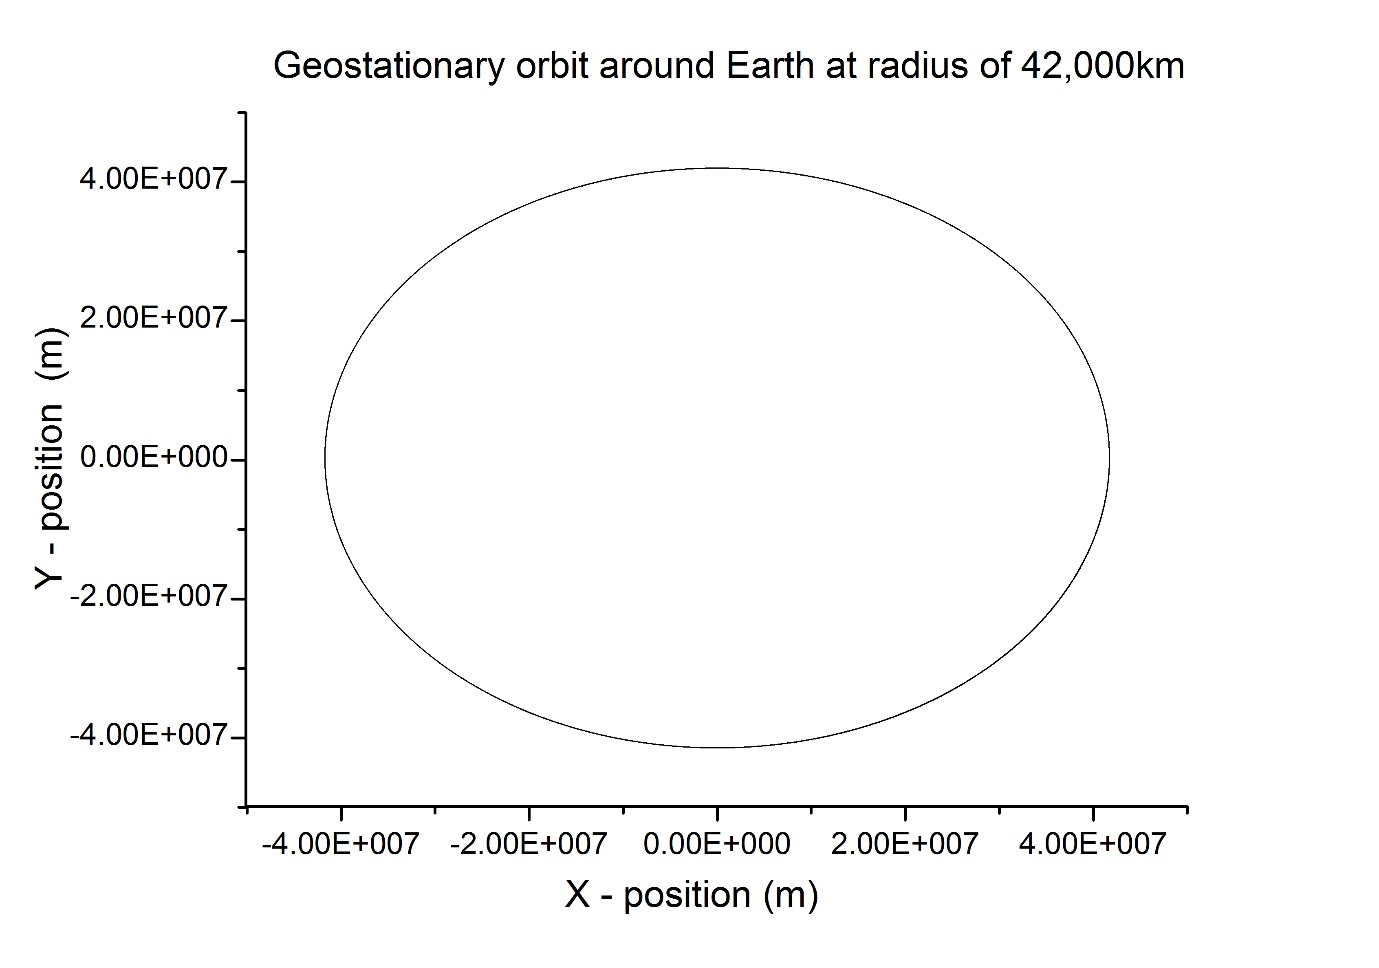 Geostationary orbit around Earth at radius of 42,000km
4.00E+007
2.00E+007
0.00E+000
-2.00E+007
-4.00E+007
Y - position (m)
-4.00E+007 -2.00E+007 0.00E+000 2.00E+007 4.00E+007
X - position (m)